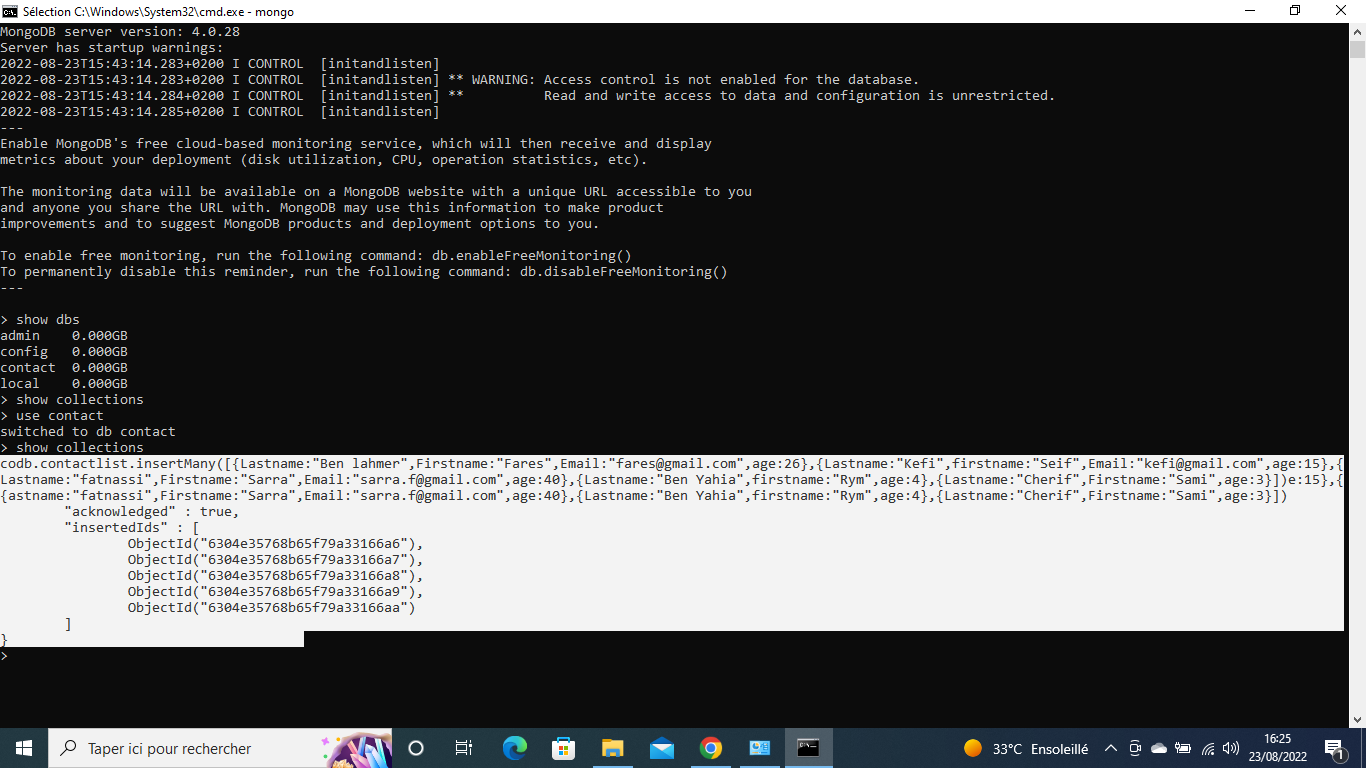 Sélection C:\Windows\System32\cmd.exe - mongo
MongoDB server version: 4.0.28
Server has startup warnings:
2022-08-23T15:43:14.283+0200 I CONTROL  [initandlisten]
2022-08-23T15:43:14.283+0200 I CONTROL  [initandlisten] ** WARNING: Access control is not enabled for the database.
2022-08-23T15:43:14.284+0200 I CONTROL  [initandlisten] **          Read and write access to data and configuration is unrestricted.
2022-08-23T15:43:14.285+0200 I CONTROL  [initandlisten]
---
Enable MongoDB's free cloud-based monitoring service, which will then receive and display
metrics about your deployment (disk utilization, CPU, operation statistics, etc).
The monitoring data will be available on a MongoDB website with a unique URL accessible to you
and anyone you share the URL with. MongoDB may use this information to make product
improvements and to suggest MongoDB products and deployment options to you.
To enable free monitoring, run the following command: db.enableFreeMonitoring()
To permanently disable this reminder, run the following command: db.disableFreeMonitoring()
---
> show dbs
admin    0.000GB
config   0.000GB
contact  0.000GB
local    0.000GB
> show collections
> use contact
switched to db contact
> show collections
codb.contactlist.insertMany([{Lastname:"Ben lahmer",Firstname:"Fares",Email:"fares@gmail.com",age:26},{Lastname:"Kefi",firstname:"Seif",Email:"kefi@gmail.com",age:15},{
Lastname:"fatnassi",Firstname:"Sarra",Email:"sarra.f@gmail.com",age:40},{Lastname:"Ben Yahia",firstname:"Rym",age:4},{Lastname:"Cherif",Firstname:"Sami",age:3}])e:15},{
{astname:"fatnassi",Firstname:"Sarra",Email:"sarra.f@gmail.com",age:40},{Lastname:"Ben Yahia",firstname:"Rym",age:4},{Lastname:"Cherif",Firstname:"Sami",age:3}])
        "acknowledged" : true,
        "insertedIds" : [
                ObjectId("6304e35768b65f79a33166a6"),
                ObjectId("6304e35768b65f79a33166a7"),
                ObjectId("6304e35768b65f79a33166a8"),
                ObjectId("6304e35768b65f79a33166a9"),
                ObjectId("6304e35768b65f79a33166aa")
        ]
}
>
Taper ici pour rechercher
33°C Ensoleillé
16:25
23/08/2022
1